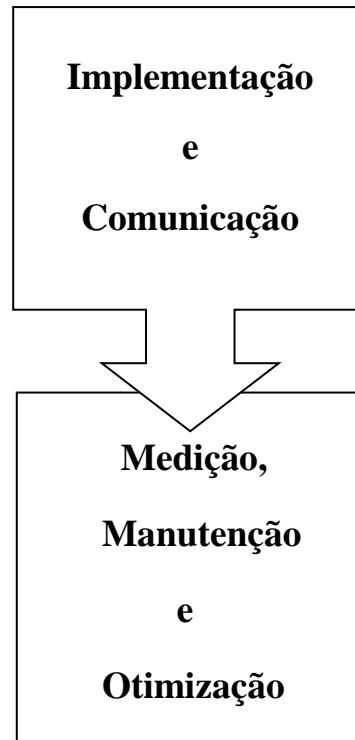 Implementação
e
Comunicação
Medição,
Manutenção
e
Otimização